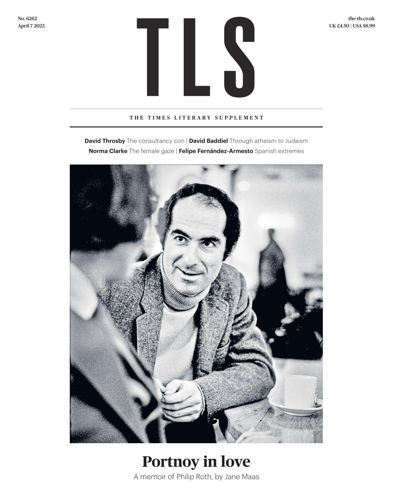 No. 6262
April 7 2023
the-tls.co.uk
UK £4.50 | USA $8.99
TLS
THE TIMES LITERARY SUPPLEMENT
David Throsby The consultancy con | David Baddiel Through atheism to Judaism
Norma Clarke The female gaze | Felipe Fernández-Armesto Spanish extremes
Portnoy in love
A memoir of Philip Roth, by Jane Maas